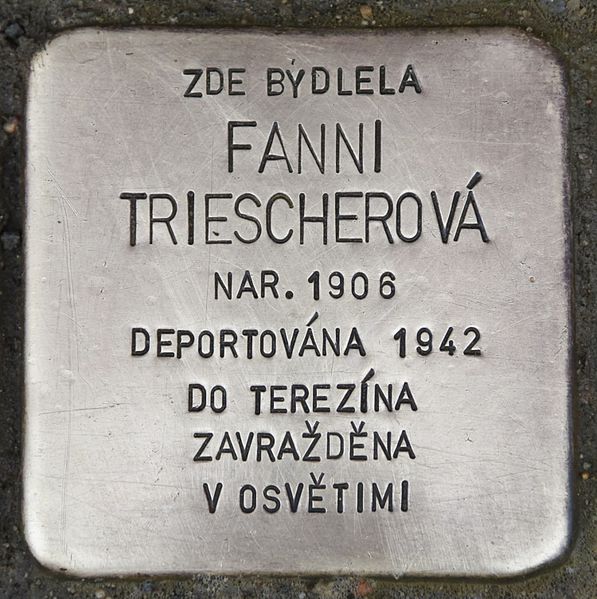 ZDE BYDLELA
FANNI
TRIESCHEROVÁ
NAR. 1906
DEPORTOVÁNA 1942
DO TEREZÍNA
ZAVRAŽDĚNA
V OSVĚTIMI